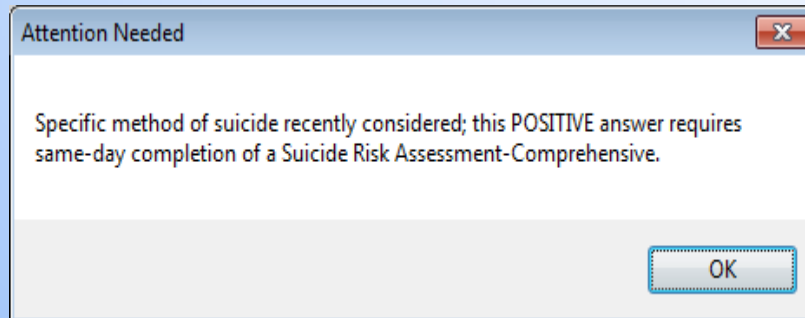 Attention Needed
Specific method of suicide recently considered; this POSITIVE answer requires
same-day completion of a Suicide Risk Assessment-Comprehensive.
OK